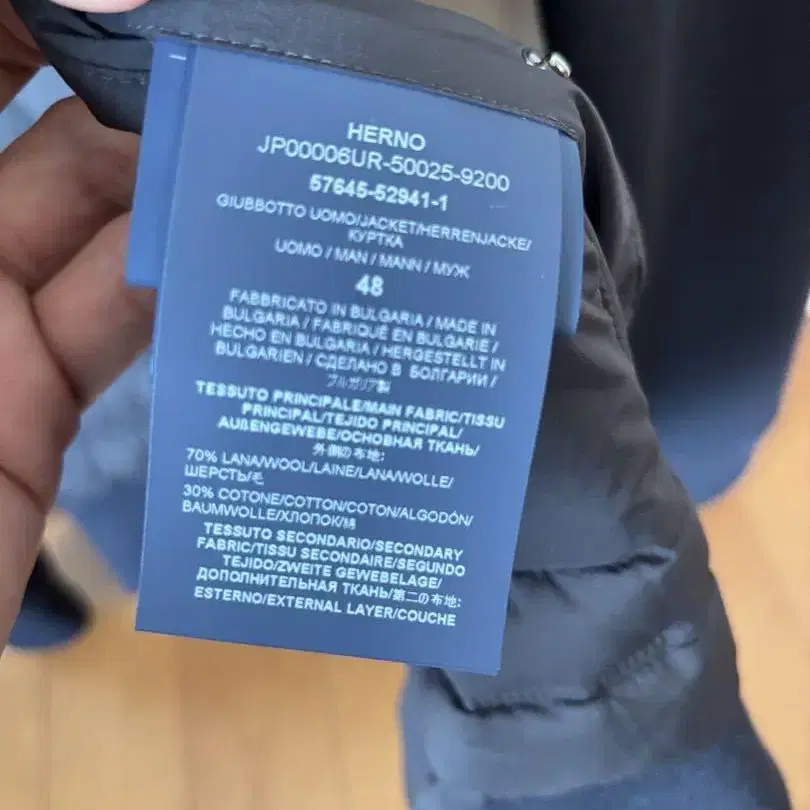 HERNO
JP00006UR-50025-9200
57645-52941-1
GIUBBOTTO UOMO/JACKET/HERRENJACKE/
КУРТКА
UOMO / MAN / MANN / МУЖ
48
FABBRICATO IN BULGARIA / MADE IN
BULGARIA / FABRIQUÉ EN BULGARIE /
HECHO EN BULGARIA / HERGESTELLT IN
BULGARIEN / СДЕЛАНО В БОЛГАРИИ /
ブルガリア製
TESSUTO PRINCIPALE/MAIN FABRIC/TISSU
PRINCIPAL/TEJIDO PRINCIPAL/
AUßENGEWEBE/ОСНОВНАЯ ТКАНЬ/
外側の布地:
70% LANA/WOOL/LAINE/LANA/WOLLE/
ШЕРСТЬ/毛
30% COTONE/COTTON/COTON/ALGODÓN/
BAUMWOLLE/ХЛОПОК/綿
TESSUTO SECONDARIO/SECONDARY
FABRIC/TISSU SECONDAIRE/SEGUNDO
TEJIDO/ZWEITE GEWEBELAGE/
ДОПОЛНИТЕЛЬНАЯ ТКАНЬ/第二の布地:
ESTERNO/EXTERNAL LAYER/COUCHE